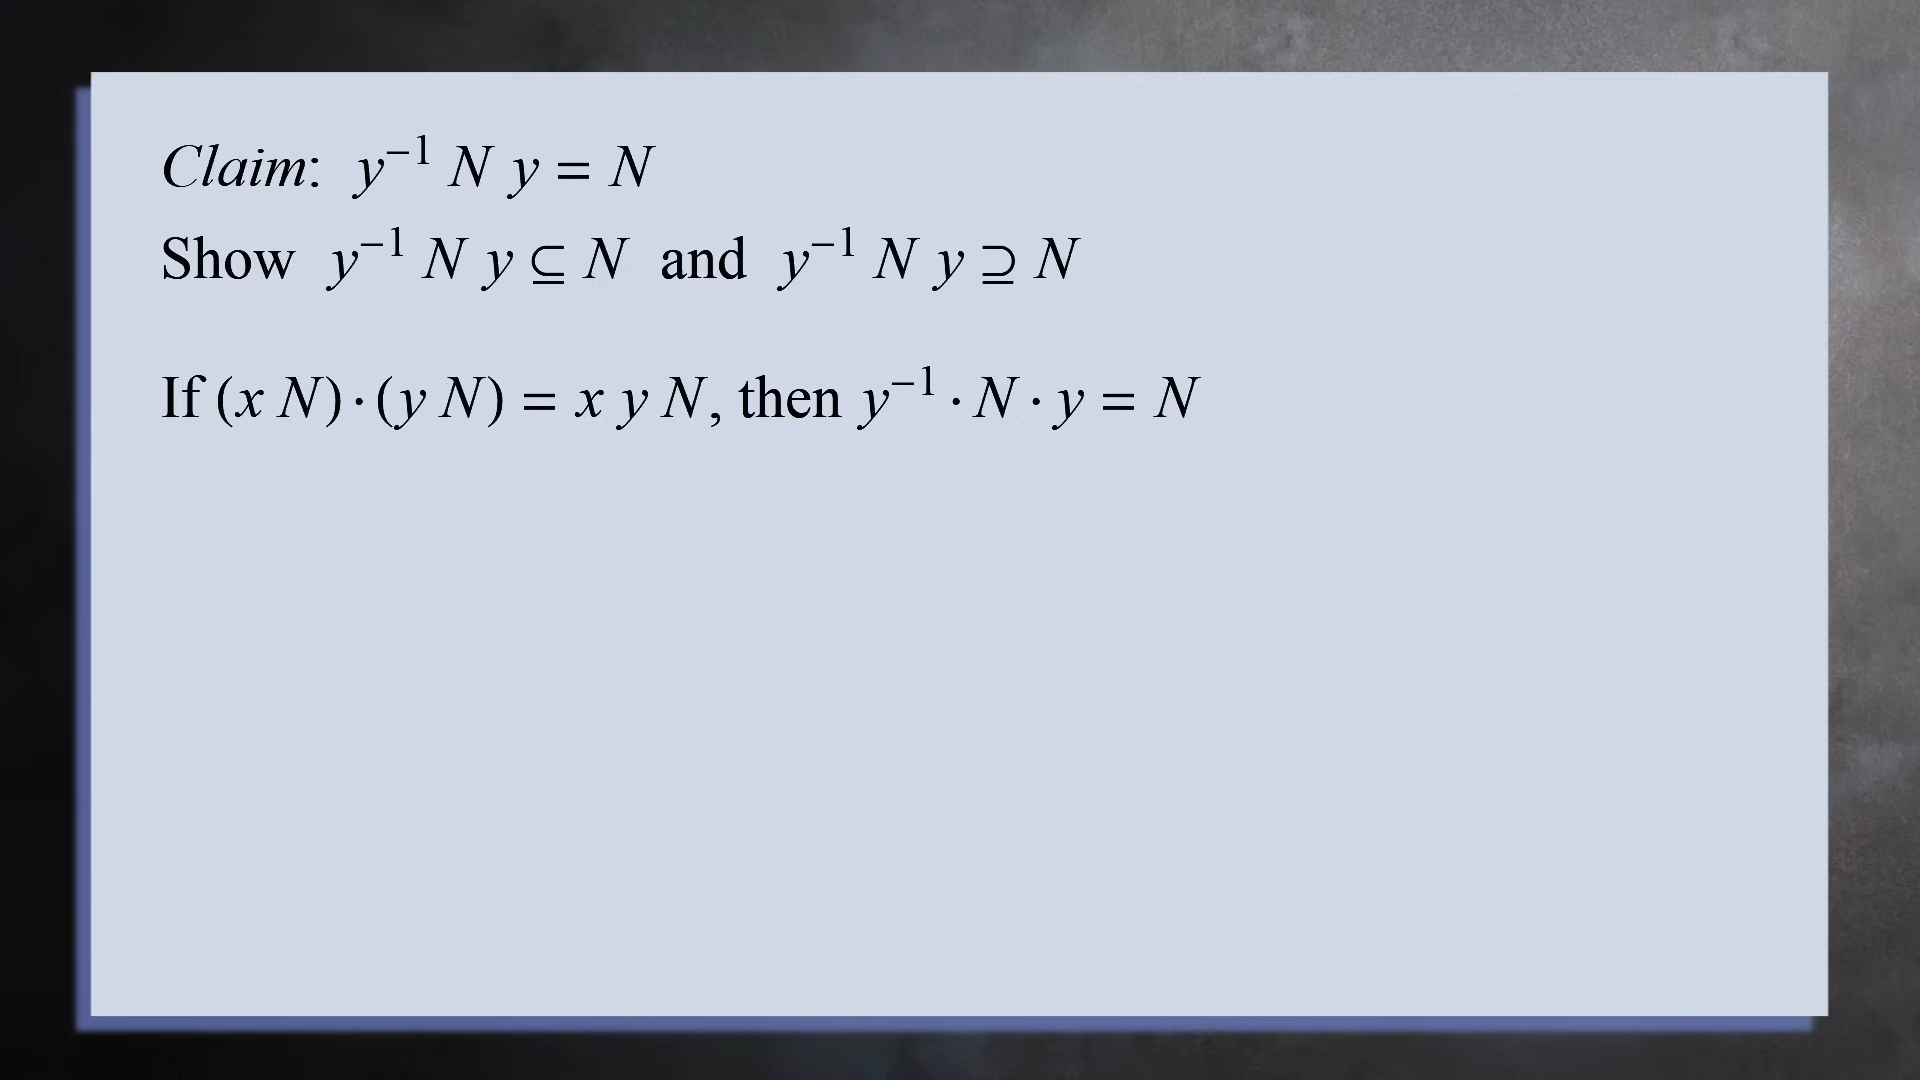 Claim: y⁻¹ N y = N
Show y⁻¹ N y ⊆ N and y⁻¹ N y ⊇ N
If (x N) · (y N) = x y N, then y⁻¹ · N · y = N